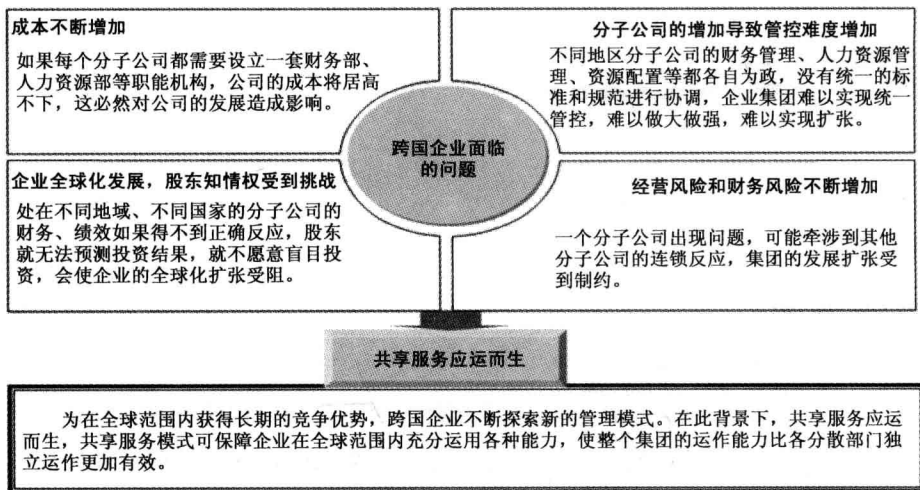 成本不断增加
如果每个分子公司都需要设立一套财务部、
人力资源部等职能机构，公司的成本将居高
不下，这必然对公司的发展造成影响。
分子公司的增加导致管控难度增加
不同地区分子公司的财务管理、人力资源管
理、资源配置等都各自为政，没有统一的标
准和规范进行协调，企业集团难以实现统一
管控，难以做大做强，难以实现扩张。
跨国企业面临
的问题
企业全球化发展，股东知情权受到挑战
处在不同地域、不同国家的分子公司的
财务、绩效如果得不到正确反应，股东
就无法预测投资结果，就不愿意盲目投
资，会使企业的全球化扩张受阻。
经营风险和财务风险不断增加
一个分子公司出现问题，可能牵涉到其他
分子公司的连锁反应，集团的发展扩张受
到制约。
共享服务应运而生
为在全球范围内获得长期的竞争优势，跨国企业不断探索新的管理模式。在此背景下，共享服务应运
而生，共享服务模式可保障企业在全球范围内充分运用各种能力，使整个集团的运作能力比各分散部门独
立运作更加有效。